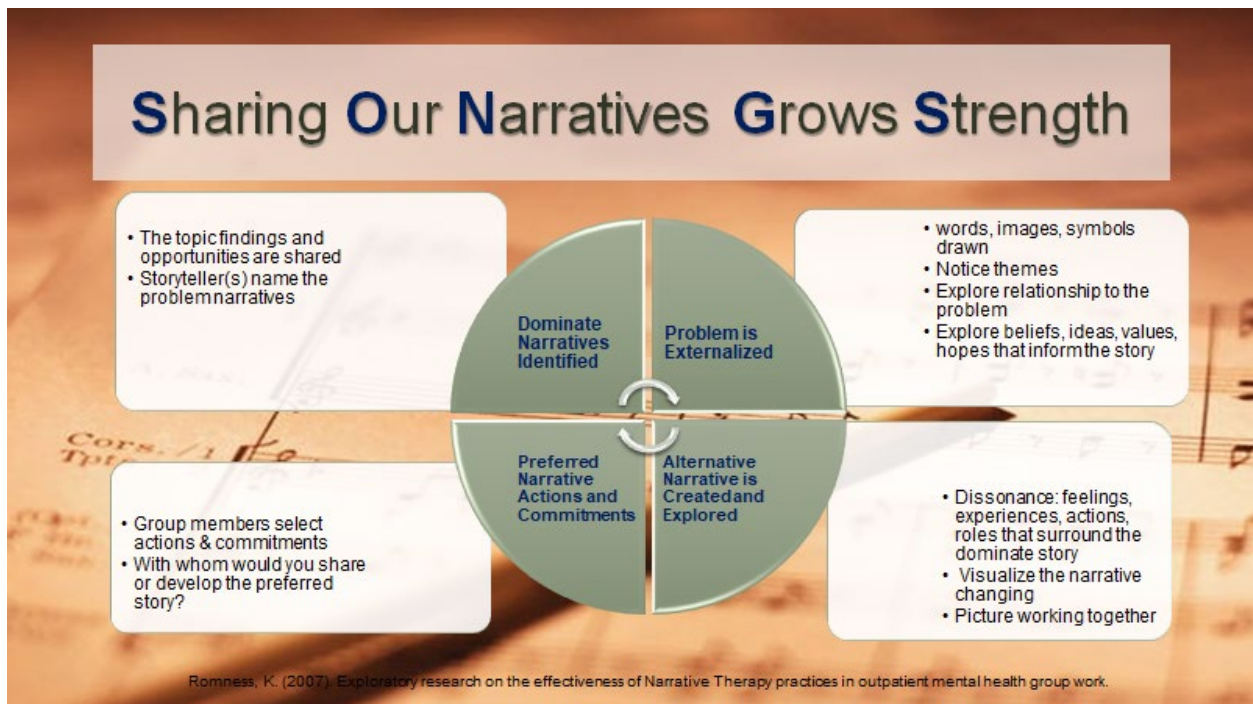 Sharing Our Narratives Grows Strength
• The topic findings and
opportunities are shared
• Storyteller(s) name the
problem narratives
Dominate
Narratives
Identified
Problem is
Externalized
• words, images, symbols
drawn
• Notice themes
• Explore relationship to the
problem
• Explore beliefs, ideas, values,
hopes that inform the story
Cors. /1
• Group members select
actions & commitments
• With whom would you share
or develop the preferred
story?
Preferred
Narrative
Actions and
Commitments
Alternative
Narrative is
Created and
Explored
• Dissonance: feelings,
experiences, actions,
roles that surround the
dominate story
• Visualize the narrative
changing
• Picture working together
Romness, K. (2007). Exploratory research on the effectiveness of Narrative Therapy practices in outpatient mental health group work.